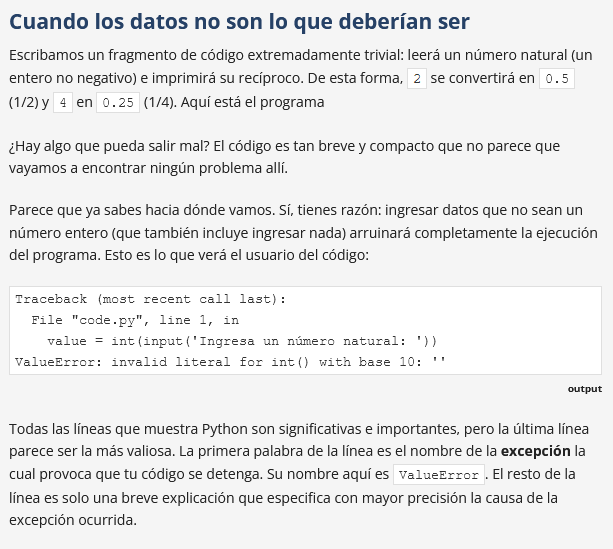 Cuando los datos no son lo que deberían ser
Escribamos un fragmento de código extremadamente trivial: leerá un número natural (un
entero no negativo) e imprimirá su recíproco. De esta forma, 2 se convertirá en 0.5
(1/2) y 4 en 0.25 (1/4). Aquí está el programa
¿Hay algo que pueda salir mal? El código es tan breve y compacto que no parece que
vayamos a encontrar ningún problema allí.
Parece que ya sabes hacia dónde vamos. Sí, tienes razón: ingresar datos que no sean un
número entero (que también incluye ingresar nada) arruinará completamente la ejecución
del programa. Esto es lo que verá el usuario del código:
Traceback (most recent call last):
  File "code.py", line 1, in
    value = int(input('Ingresa un número natural: '))
ValueError: invalid literal for int() with base 10: ''
output
Todas las líneas que muestra Python son significativas e importantes, pero la última línea
parece ser la más valiosa. La primera palabra de la línea es el nombre de la excepción la
cual provoca que tu código se detenga. Su nombre aquí es ValueError. El resto de la
línea es solo una breve explicación que especifica con mayor precisión la causa de la
excepción ocurrida.